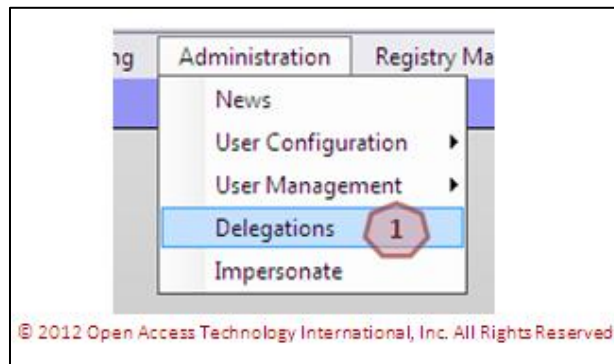 ng Administration Registry Ma
News
User Configuration
User Management
Delegations 1
Impersonate
© 2012 Open Access Technology International, Inc. All Rights Reserved